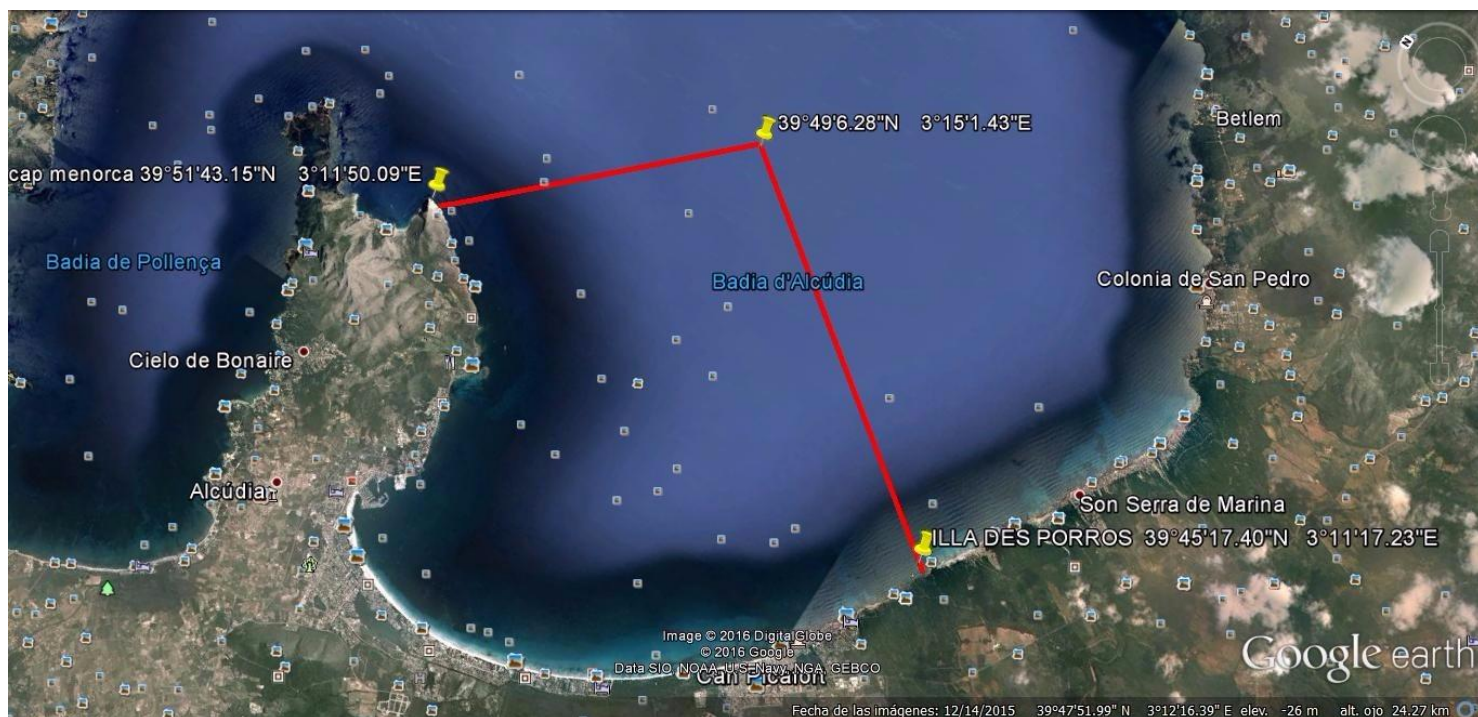 N
39°49'6.28"N 3°15'1.43"E
Betlem
cap menorca 39°51'43.15"N 3°11'50.09"E
Badia de Pollença
Badia d'Alcúdia
Colonia de San Pedro
Cielo de Bonaire
Alcúdia
Son Serra de Marina
ILLA DES PORROS 39°45'17.40"N 3°11'17.23"E
Image © 2016 DigitalGlobe
© 2016 Google
Data SIO, NOAA, U.S. Navy, NGA, GEBCO
Can Picafort
Google earth
Fecha de las imágenes: 12/14/2015 39°47'51.99" N 3°12'16.39" E elev. -26 m alt. ojo 24.27 km